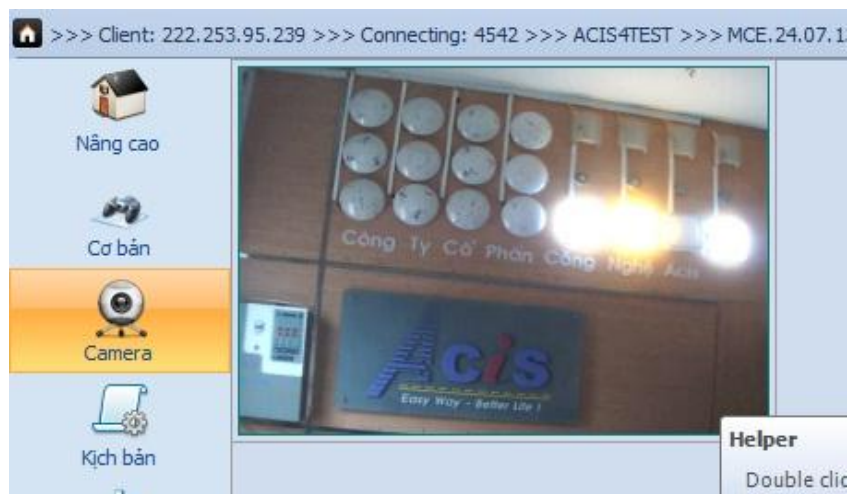 >>> Client: 222.253.95.239 >>> Connecting: 4542 >>> ACIS4TEST >>> MCE.24.07.1
Nâng cao
Cơ bản
Camera
Kịch bản
Công Ty Cổ Phần Công Nghệ Acis
Acis
Easy Way - Better Life !
Helper
Double clic